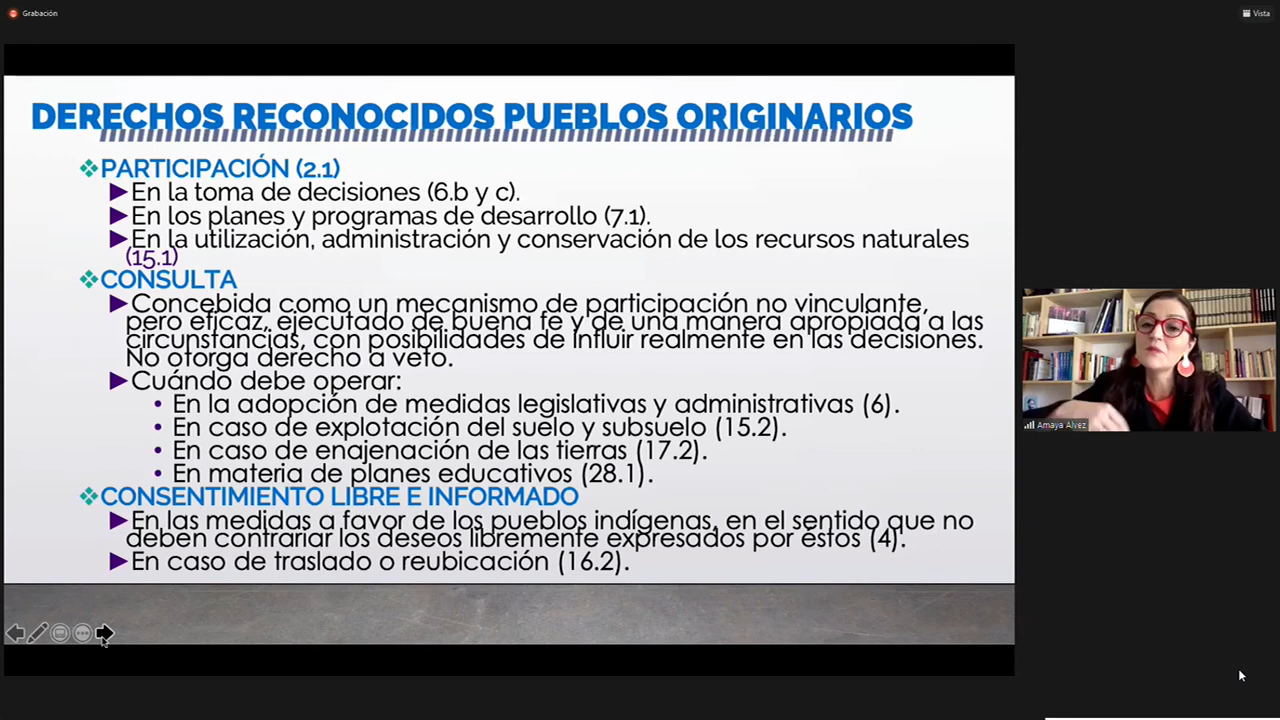 Grabación
Vista
DERECHOS RECONOCIDOS PUEBLOS ORIGINARIOS
PARTICIPACIÓN (2.1)
En la toma de decisiones (6.b y c).
En los planes y programas de desarrollo (7.1).
En la utilización, administración y conservación de los recursos naturales
(15.1)
CONSULTA
Concebida como un mecanismo de participación no vinculante,
pero eficaz, ejecutado de buena fe y de una manera apropiada a las
circunstancias, con posibilidades de influir realmente en las decisiones.
No otorga derecho a veto.
Cuándo debe operar:
• En la adopción de medidas legislativas y administrativas (6).
• En caso de explotación del suelo y subsuelo (15.2).
• En caso de enajenación de las tierras (17.2).
• En materia de planes educativos (28.1).
CONSENTIMIENTO LIBRE E INFORMADO
En las medidas a favor de los pueblos indígenas, en el sentido que no
deben contrariar los deseos libremente expresados por éstos (4).
En caso de traslado o reubicación (16.2).
Amaya Alvez